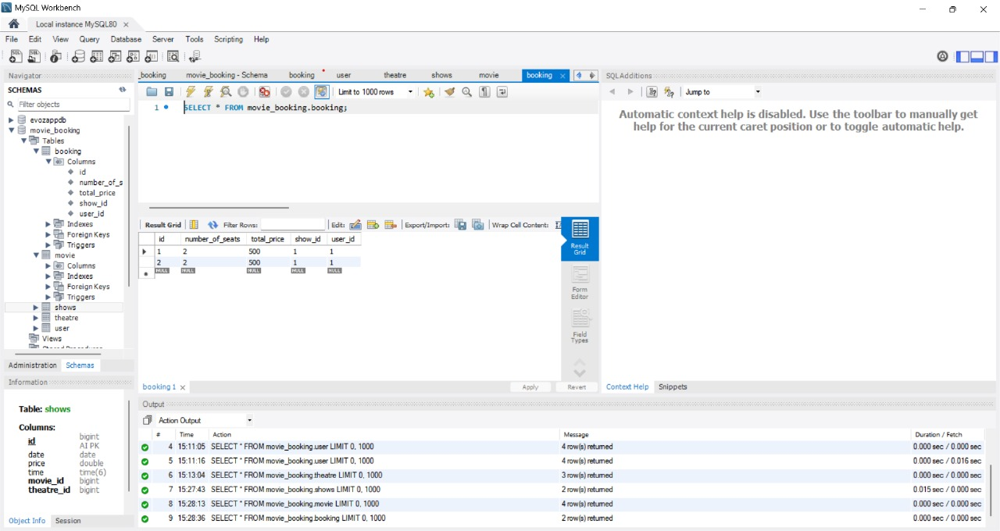 MySQL Workbench
Local instance MySQL80
File Edit View Query Database Server Tools Scripting Help
Navigator
SCHEMAS
Filter objects
evozappdb
movie_booking
Tables
booking
Columns
id
number_of_s
total_price
show_id
user_id
Indexes
Foreign Keys
Triggers
movie
Columns
Indexes
Foreign Keys
Triggers
shows
theatre
user
Views
Administration Schemas
Information
Table: shows
Columns:
id bigint
AI PK
date date
price double
time time(6)
movie_id bigint
theatre_id bigint
Object Info Session
_booking movie_booking - Schema booking user theatre shows movie booking
Limit to 1000 rows
1 SELECT * FROM movie_booking.booking;
Result Grid Filter Rows: Edit: Export/Import: Wrap Cell Content:
id number_of_seats total_price show_id user_id
1 2 500 1 1
2 2 500 1 1
NULL NULL NULL NULL NULL
Result
Grid
Form
Editor
Field
Types
booking 1 Apply Revert
SQLAdditions
Jump to
Automatic context help is disabled. Use the toolbar to manually get
help for the current caret position or to toggle automatic help.
Context Help Snippets
Output
Action Output
# Time Action Message Duration / Fetch
4 15:11:05 SELECT * FROM movie_booking.user LIMIT 0, 1000 4 row(s) returned 0.000 sec / 0.000 sec
5 15:11:16 SELECT * FROM movie_booking.user LIMIT 0, 1000 4 row(s) returned 0.000 sec / 0.016 sec
6 15:13:04 SELECT * FROM movie_booking.theatre LIMIT 0, 1000 3 row(s) returned 0.000 sec / 0.000 sec
7 15:27:43 SELECT * FROM movie_booking.shows LIMIT 0, 1000 2 row(s) returned 0.015 sec / 0.000 sec
8 15:28:13 SELECT * FROM movie_booking.movie LIMIT 0, 1000 4 row(s) returned 0.000 sec / 0.000 sec
9 15:28:36 SELECT * FROM movie_booking.booking LIMIT 0, 1000 2 row(s) returned 0.000 sec / 0.000 sec